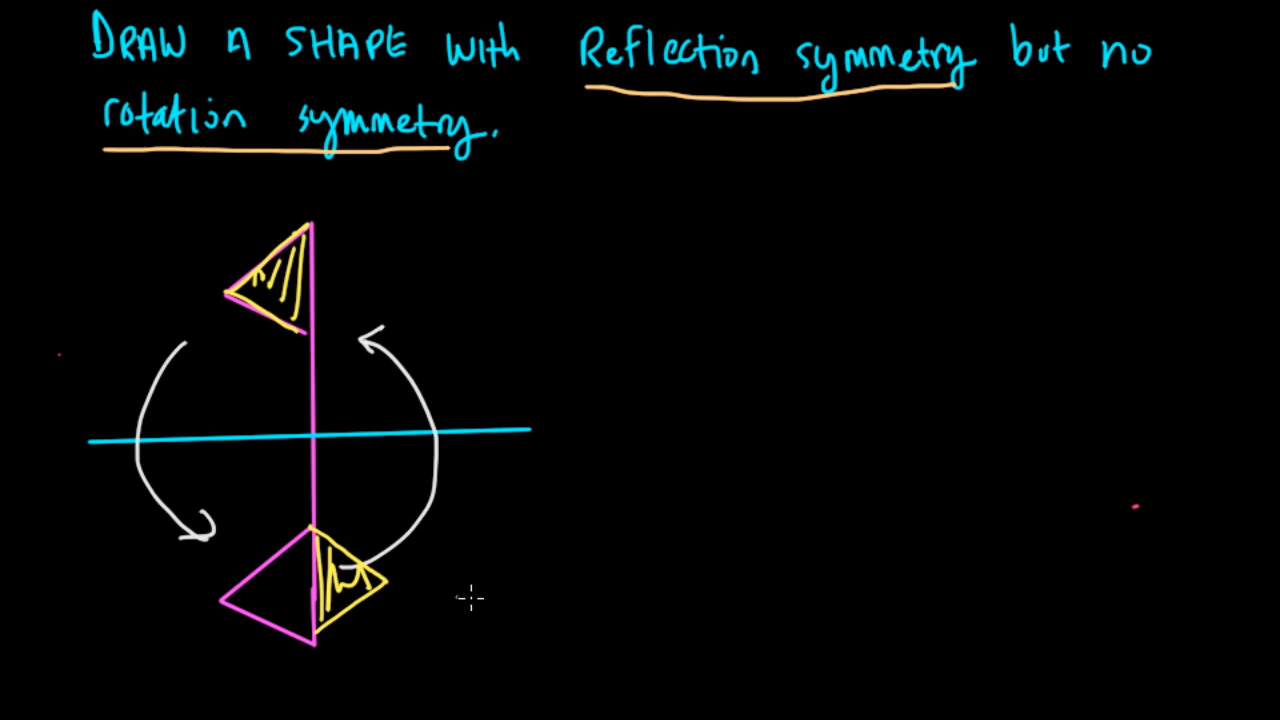 DRAW A SHAPE with Reflection symmetry but no
rotation symmetry.